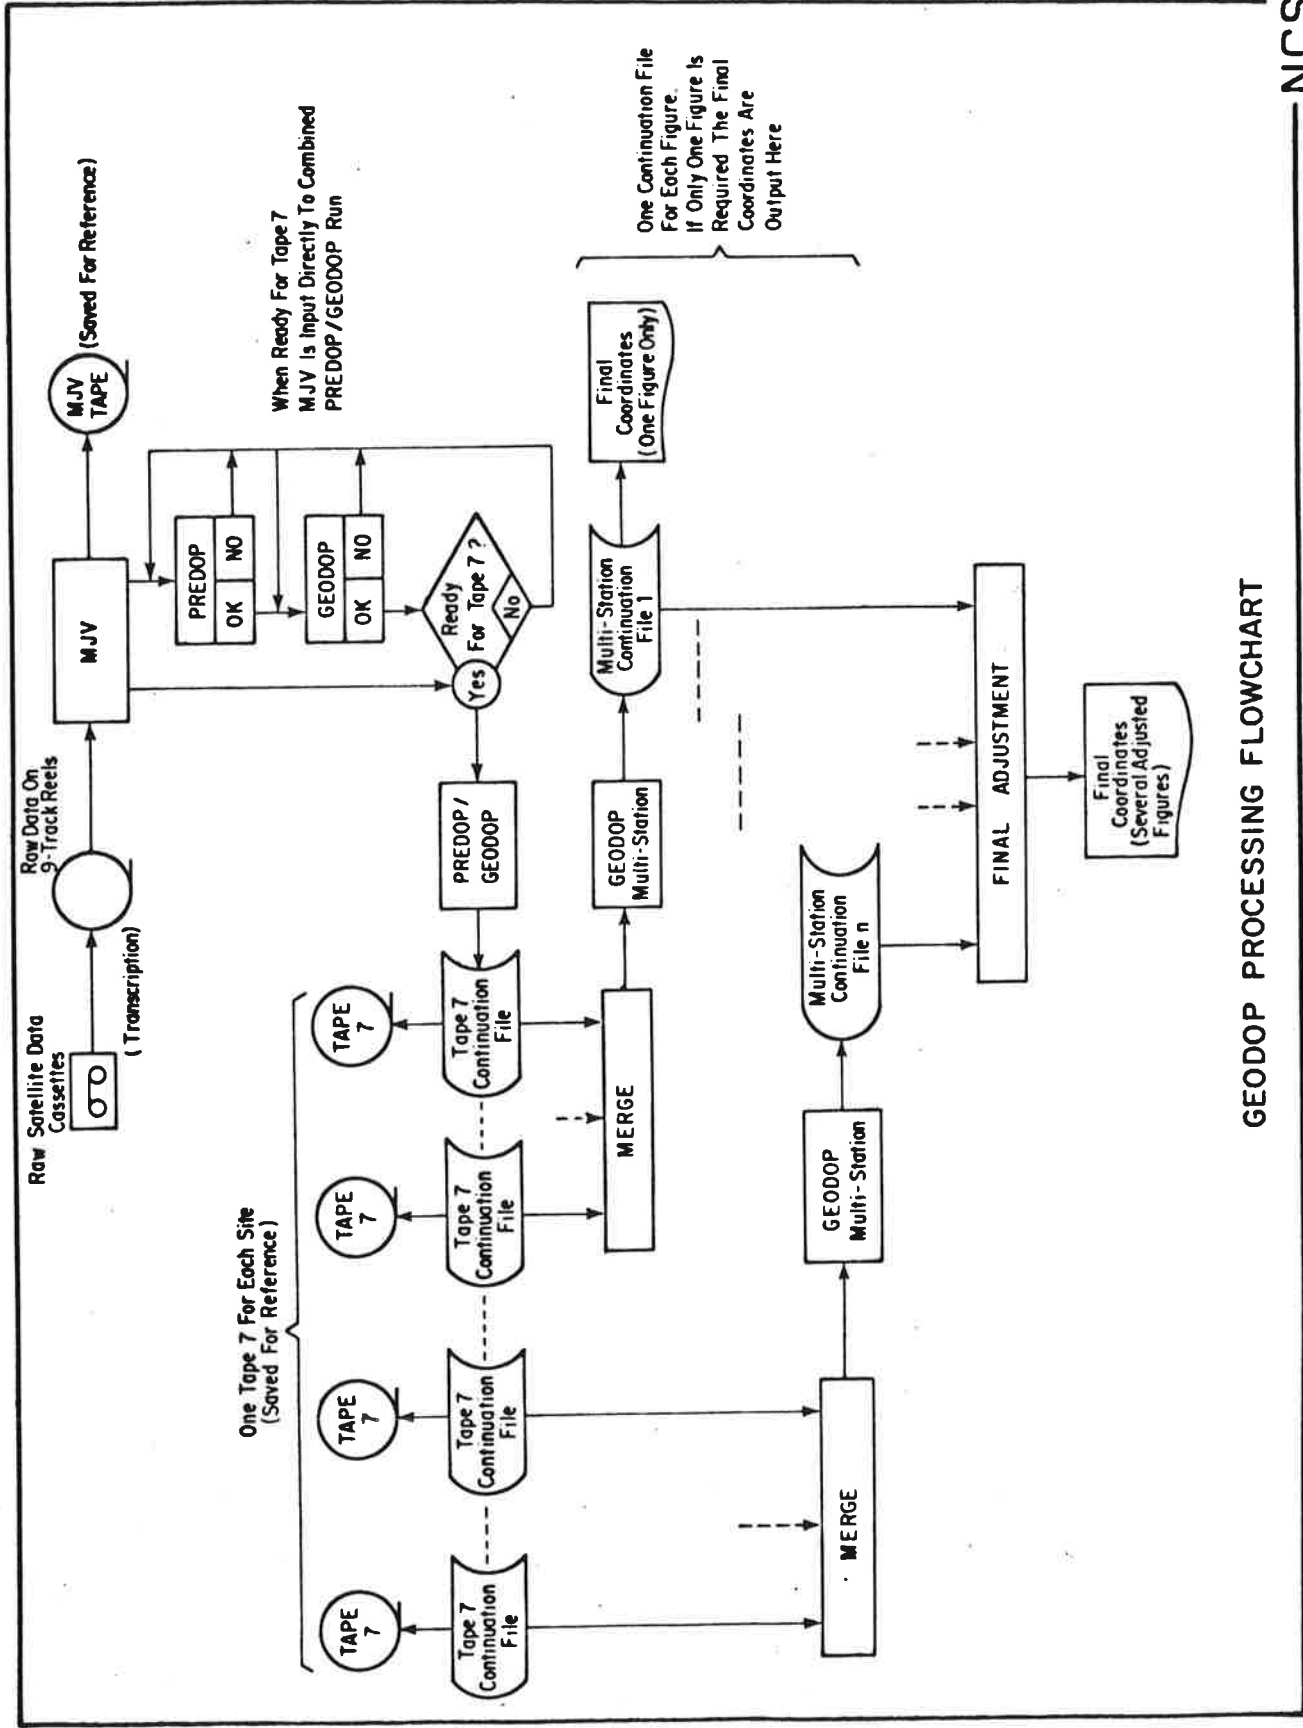 Raw Satellite Data
Cassettes
(Transcription)
Raw Data On
9-Track Reels
MJV
MJV
TAPE
(Saved For Reference)
PREDOP
OK
NO
GEODOP
OK
NO
When Ready For Tape 7
MJV Is Input Directly To Combined
PREDOP/GEODOP Run
Ready
For Tape 7 ?
Yes
No
One Tape 7 For Each Site
(Saved For Reference)
TAPE
7
TAPE
7
TAPE
7
TAPE
7
Tape 7
Continuation
File
Tape 7
Continuation
File
Tape 7
Continuation
File
Tape 7
Continuation
File
PREDOP/
GEODOP
MERGE
GEODOP
Multi-Station
Multi-Station
Continuation
File 1
Final
Coordinates
(One Figure Only)
One Continuation File
For Each Figure.
If Only One Figure Is
Required The Final
Coordinates Are
Output Here
MERGE
GEODOP
Multi-Station
Multi-Station
Continuation
File n
FINAL ADJUSTMENT
Final
Coordinates
(Several Adjusted
Figures)
GEODOP PROCESSING FLOWCHART
NCS